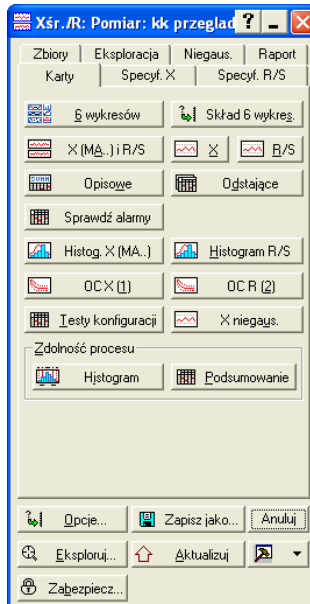 Xśr./R: Pomiar: kk przeglad
Zbiory Eksploracja Niegaus. Raport
Karty Specyf. X Specyf. R/S
6 wykresów Skład 6 wykres.
X (MA..) i R/S X R/S
Opisowe Odstające
Sprawdź alarmy
Histog. X (MA..) Histogram R/S
OC X (1) OC R (2)
Testy konfiguracji X niegaus.
Zdolność procesu
Histogram Podsumowanie
Opcje... Zapisz jako... Anuluj
Eksploruj... Aktualizuj
Zabezpiecz...